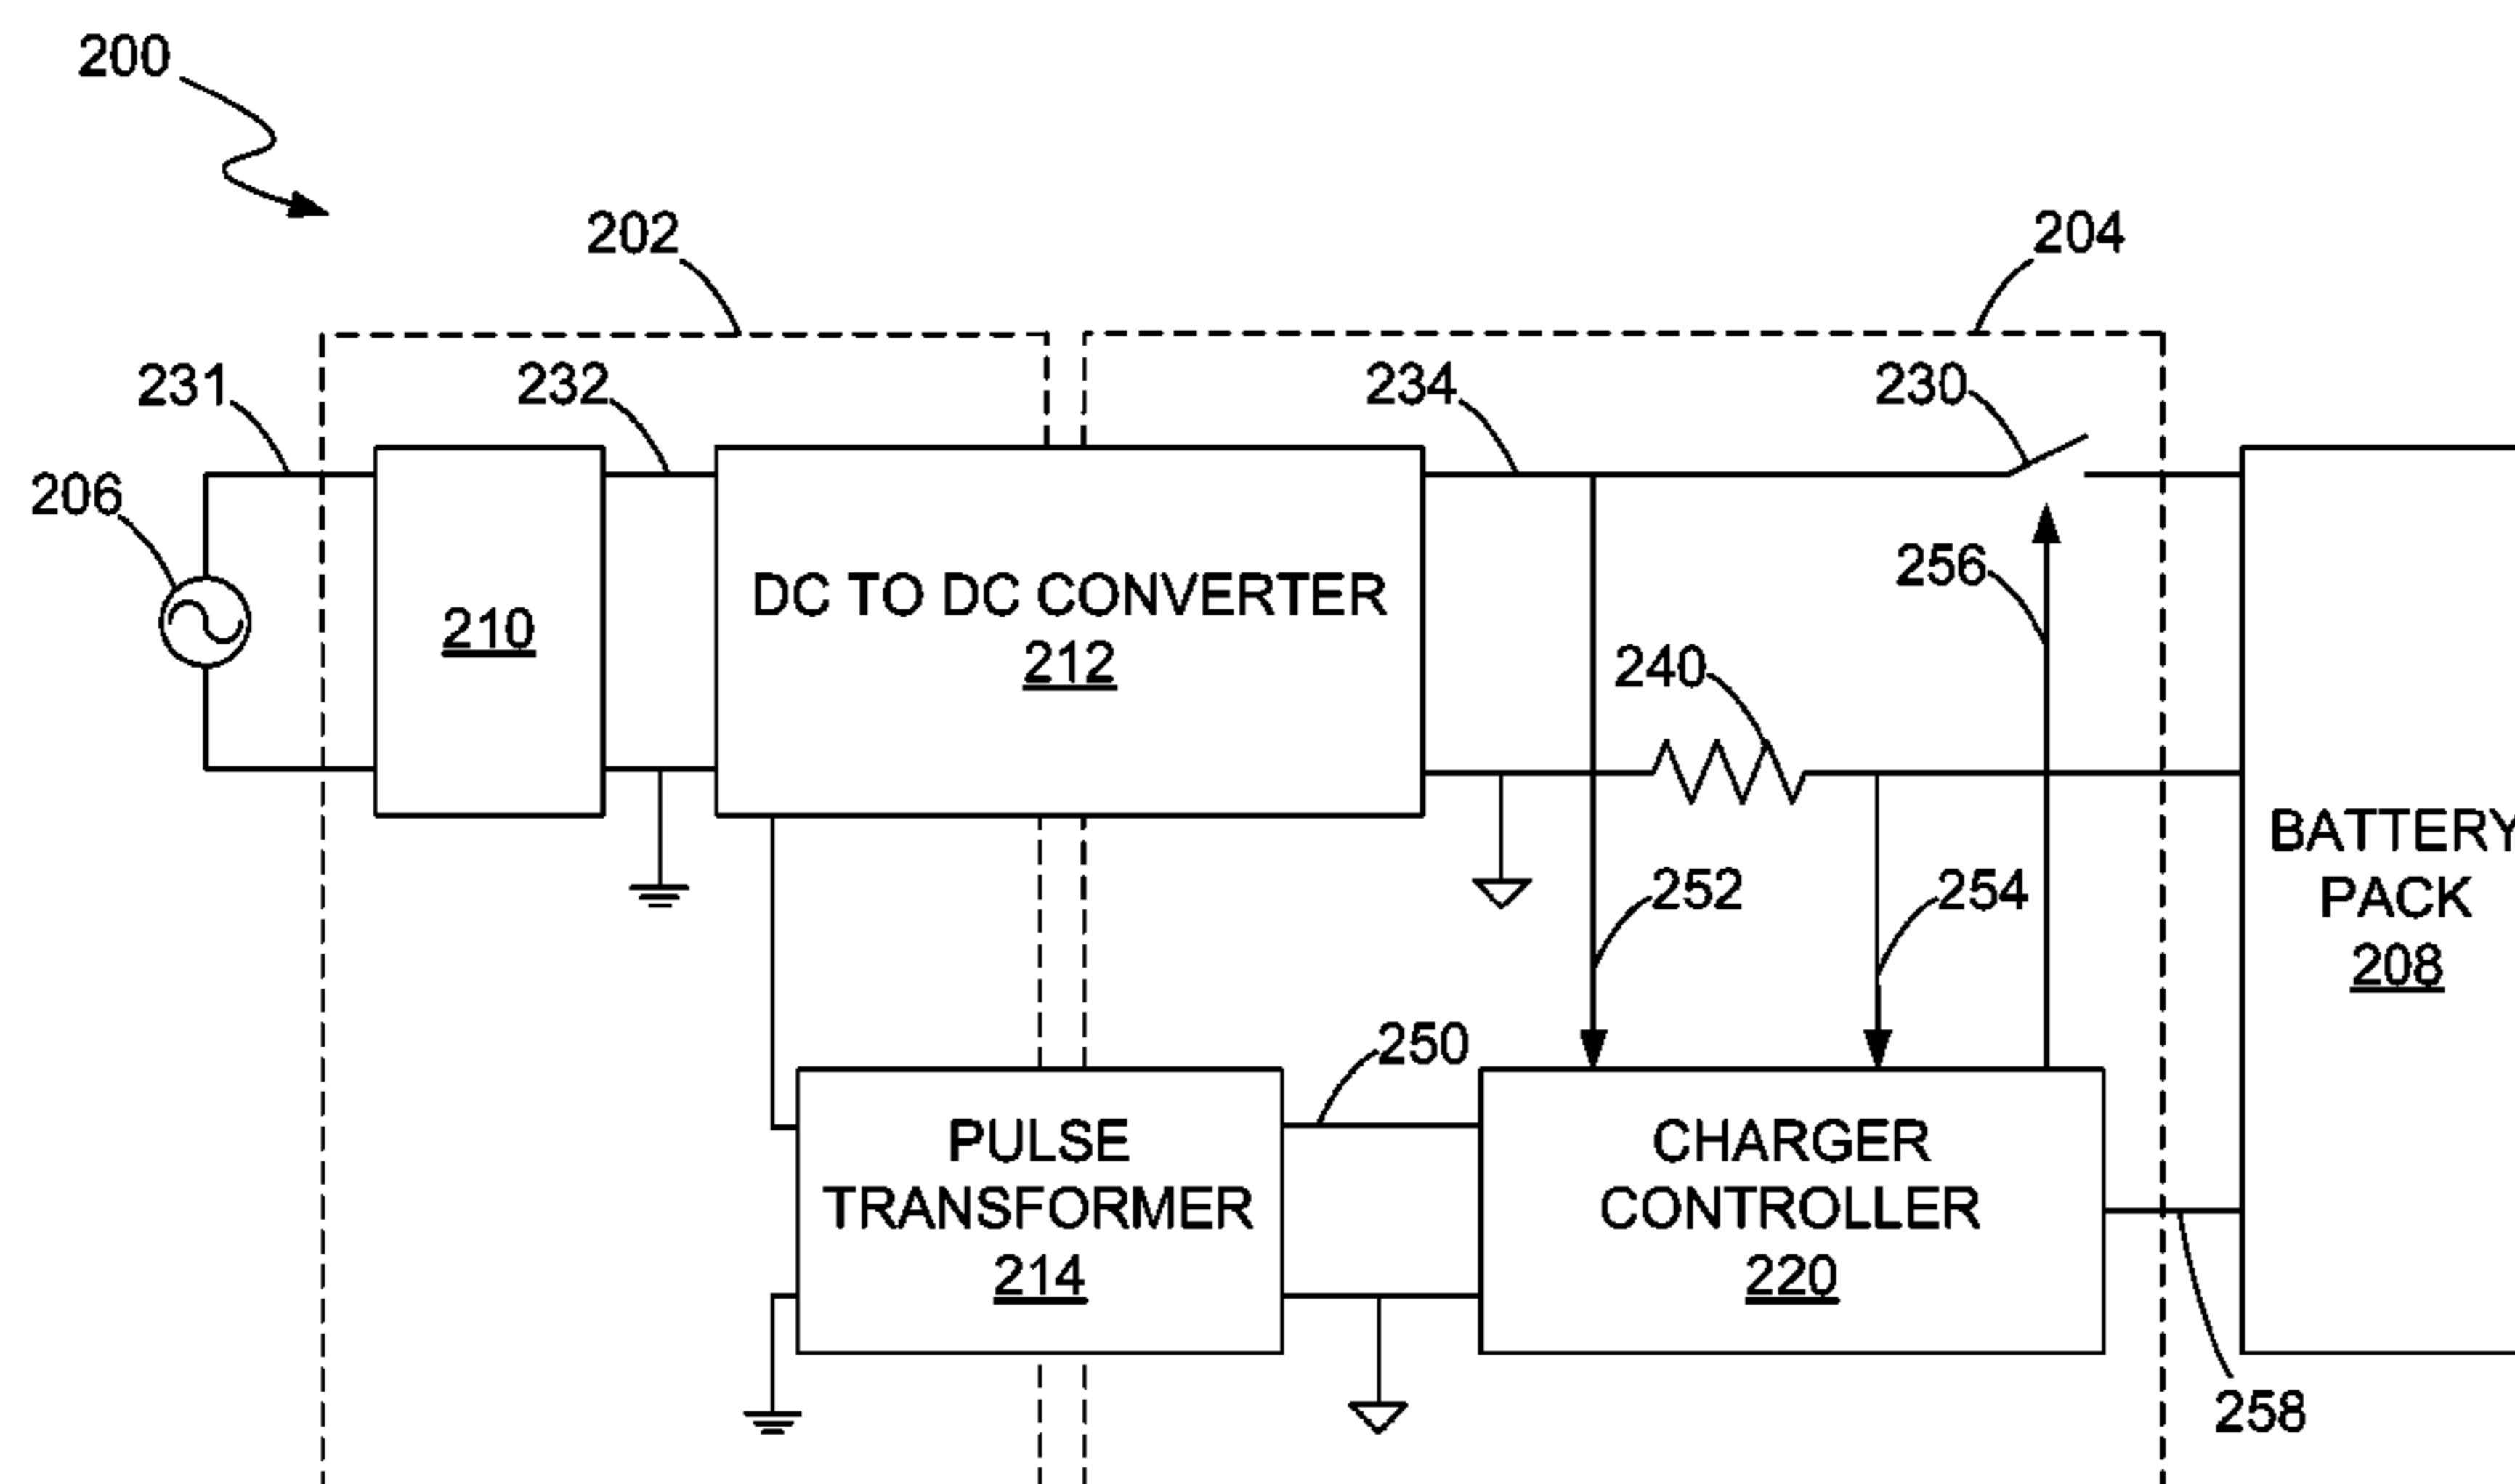 200
202
204
231
232
234
230
206
DC TO DC CONVERTER
212
210
256
240
BATTERY
PACK
208
252
254
250
PULSE
TRANSFORMER
214
CHARGER
CONTROLLER
220
258